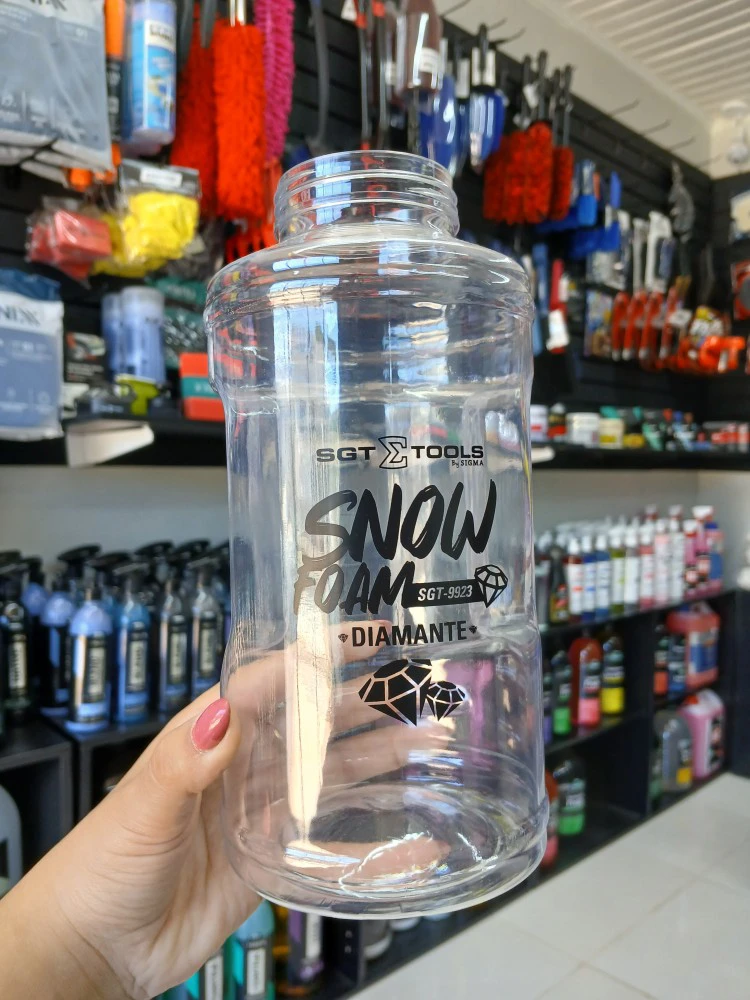 SGT Σ TOOLS
By SIGMA
SNOW
FOAM SGT-9923
DIAMANTE